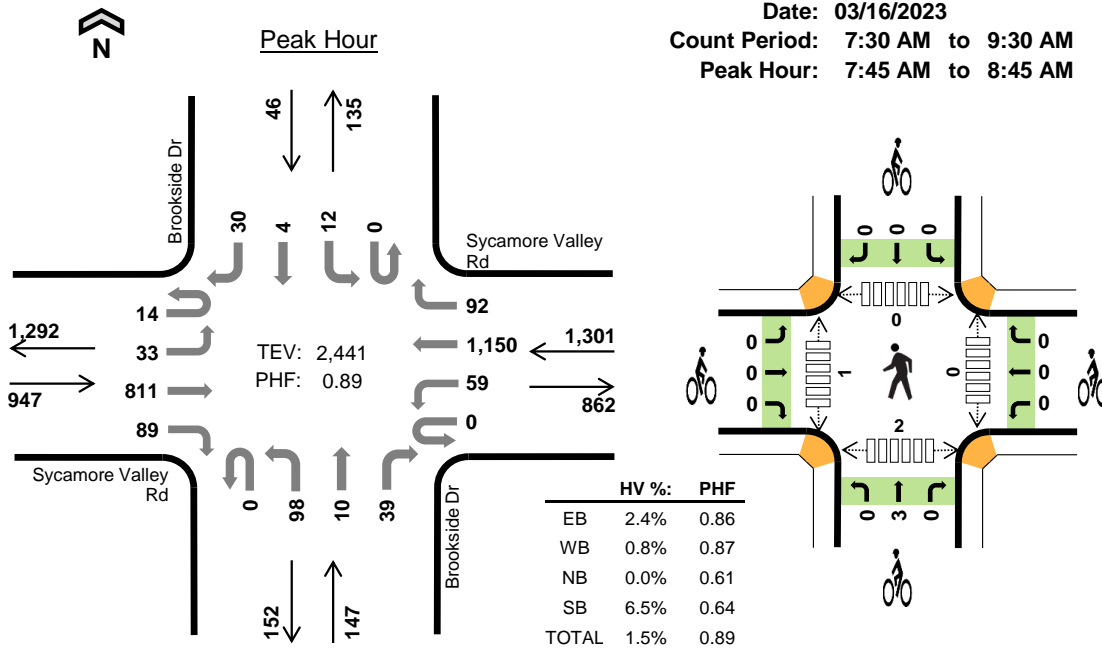 N
Peak Hour
Date: 03/16/2023
Count Period: 7:30 AM to 9:30 AM
Peak Hour: 7:45 AM to 8:45 AM
46
135
Brookside Dr
30
4
12
0
Sycamore Valley
Rd
14
33
811
89
1,292
947
TEV: 2,441
PHF: 0.89
92
1,150
59
0
1,301
862
Sycamore Valley
Rd
0
98
10
39
Brookside Dr
152
147
HV %: PHF
EB 2.4% 0.86
WB 0.8% 0.87
NB 0.0% 0.61
SB 6.5% 0.64
TOTAL 1.5% 0.89
0
0
0
0
0
0
0
0
1
0
2
0
0
0
0
3
0